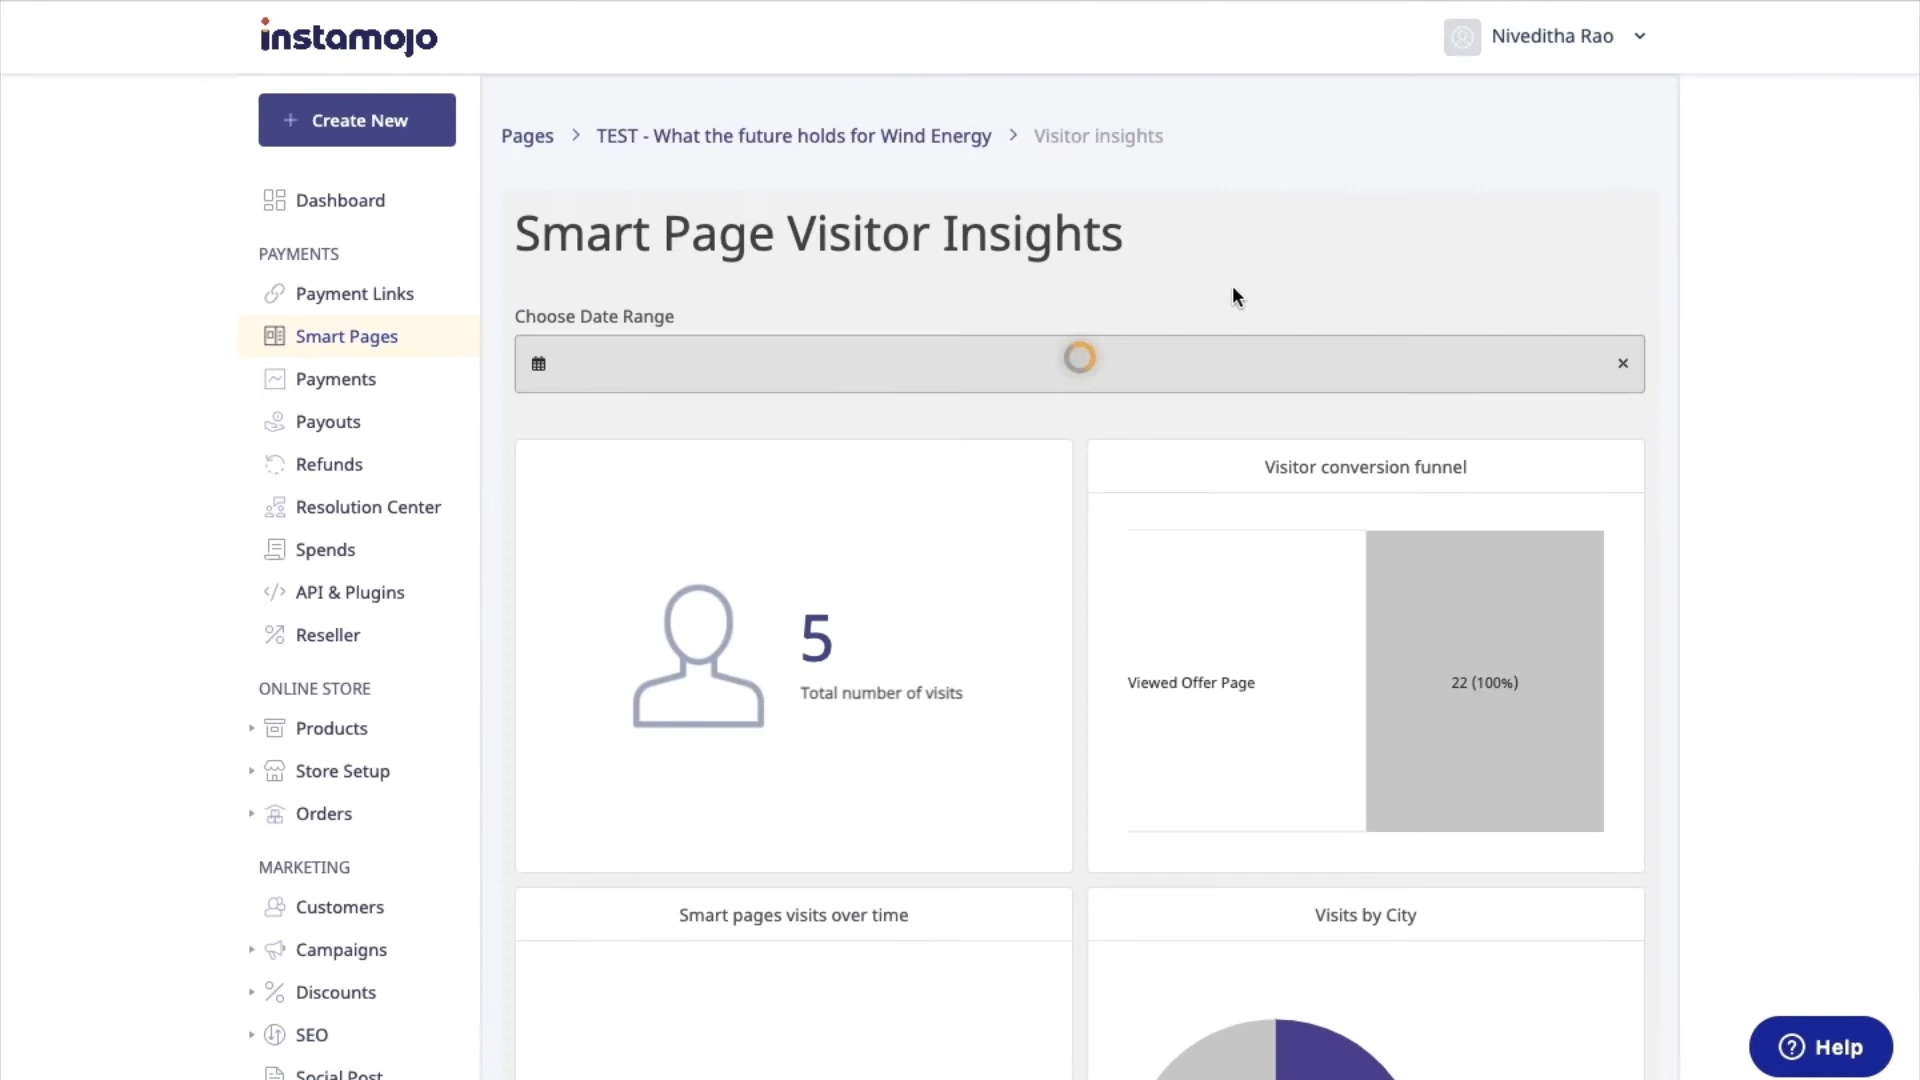 instamojo
Niveditha Rao
+ Create New
Dashboard
PAYMENTS
Payment Links
Smart Pages
Payments
Payouts
Refunds
Resolution Center
Spends
API & Plugins
Reseller
ONLINE STORE
Products
Store Setup
Orders
MARKETING
Customers
Campaigns
Discounts
SEO
Social Post
Pages > TEST - What the future holds for Wind Energy > Visitor insights
Smart Page Visitor Insights
Choose Date Range
5
Total number of visits
Visitor conversion funnel
Viewed Offer Page
22 (100%)
Smart pages visits over time
Visits by City
Help